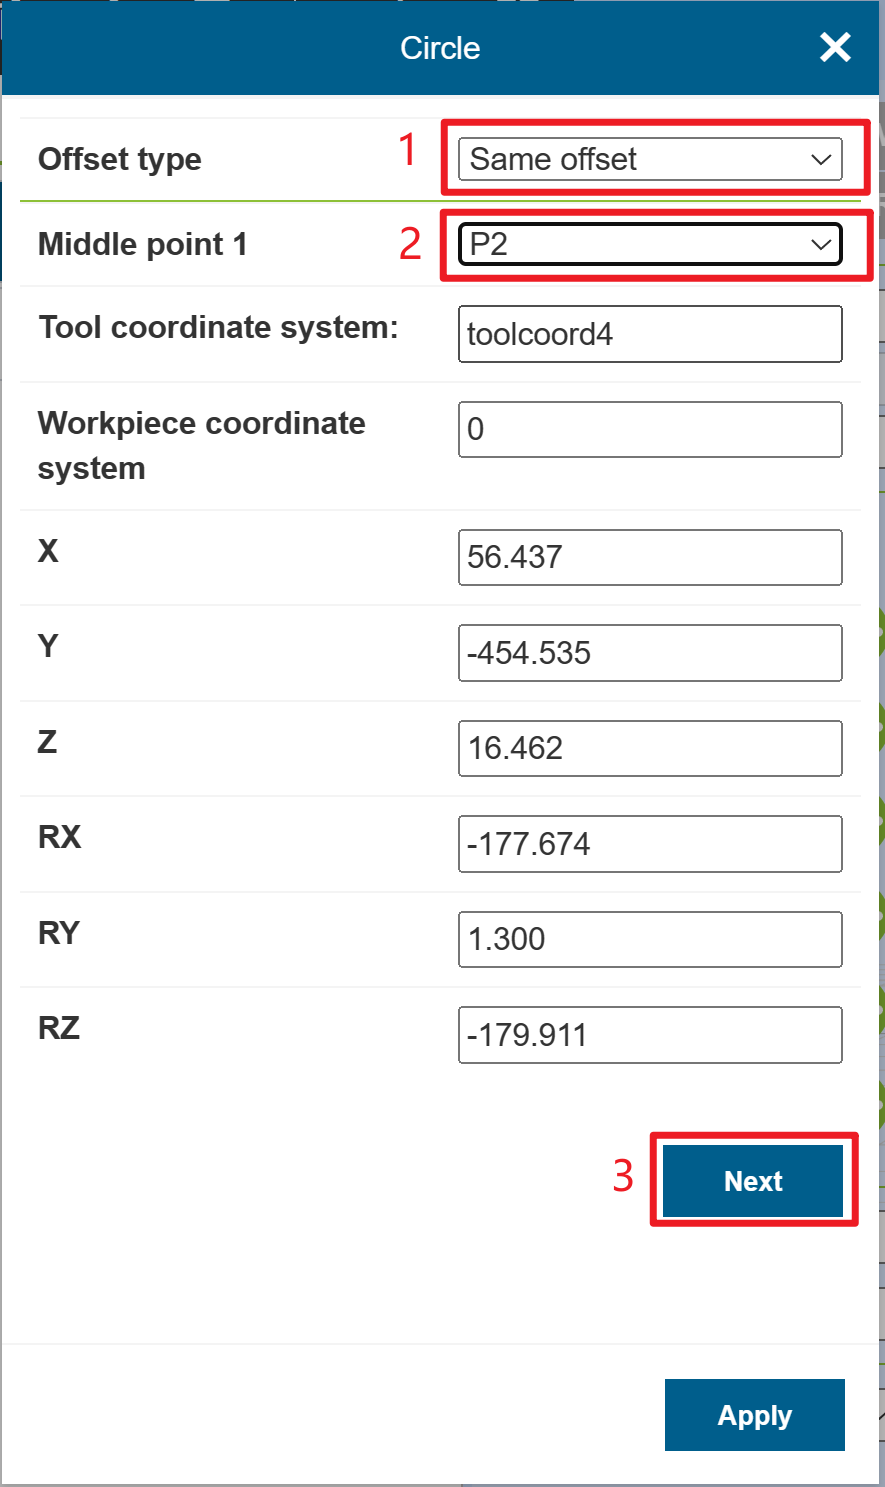 Circle
Offset type 1 Same offset
Middle point 1 2 P2
Tool coordinate system: toolcoord4
Workpiece coordinate
system
0
X 56.437
Y -454.535
Z 16.462
RX -177.674
RY 1.300
RZ -179.911
3 Next
Apply